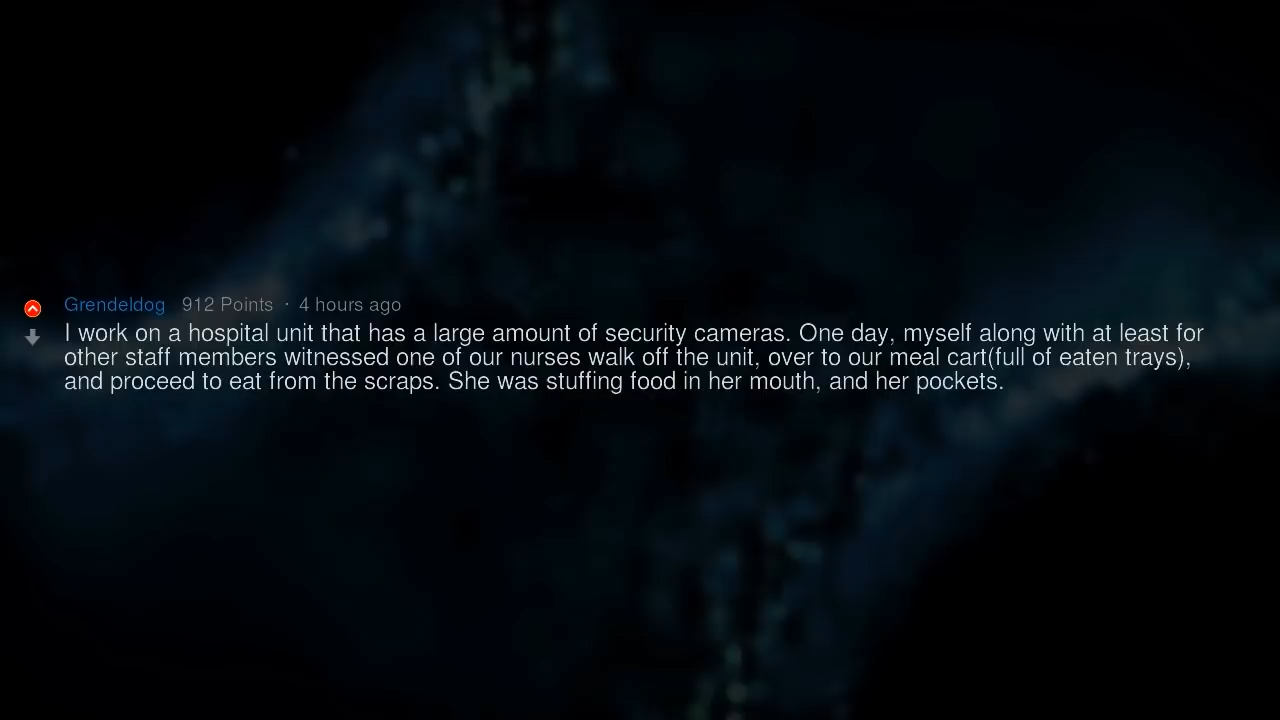 Grendeldog 912 Points · 4 hours ago
I work on a hospital unit that has a large amount of security cameras. One day, myself along with at least for
other staff members witnessed one of our nurses walk off the unit, over to our meal cart(full of eaten trays),
and proceed to eat from the scraps. She was stuffing food in her mouth, and her pockets.